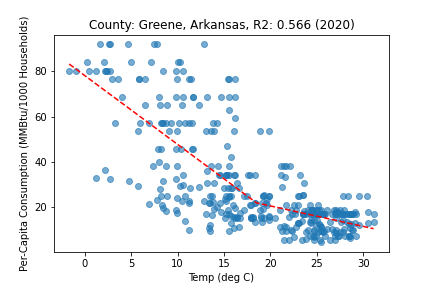 County: Greene, Arkansas, R2: 0.566 (2020)
Per-Capita Consumption (MMBtu/1000 Households)
80
60
40
20
0 5 10 15 20 25 30
Temp (deg C)